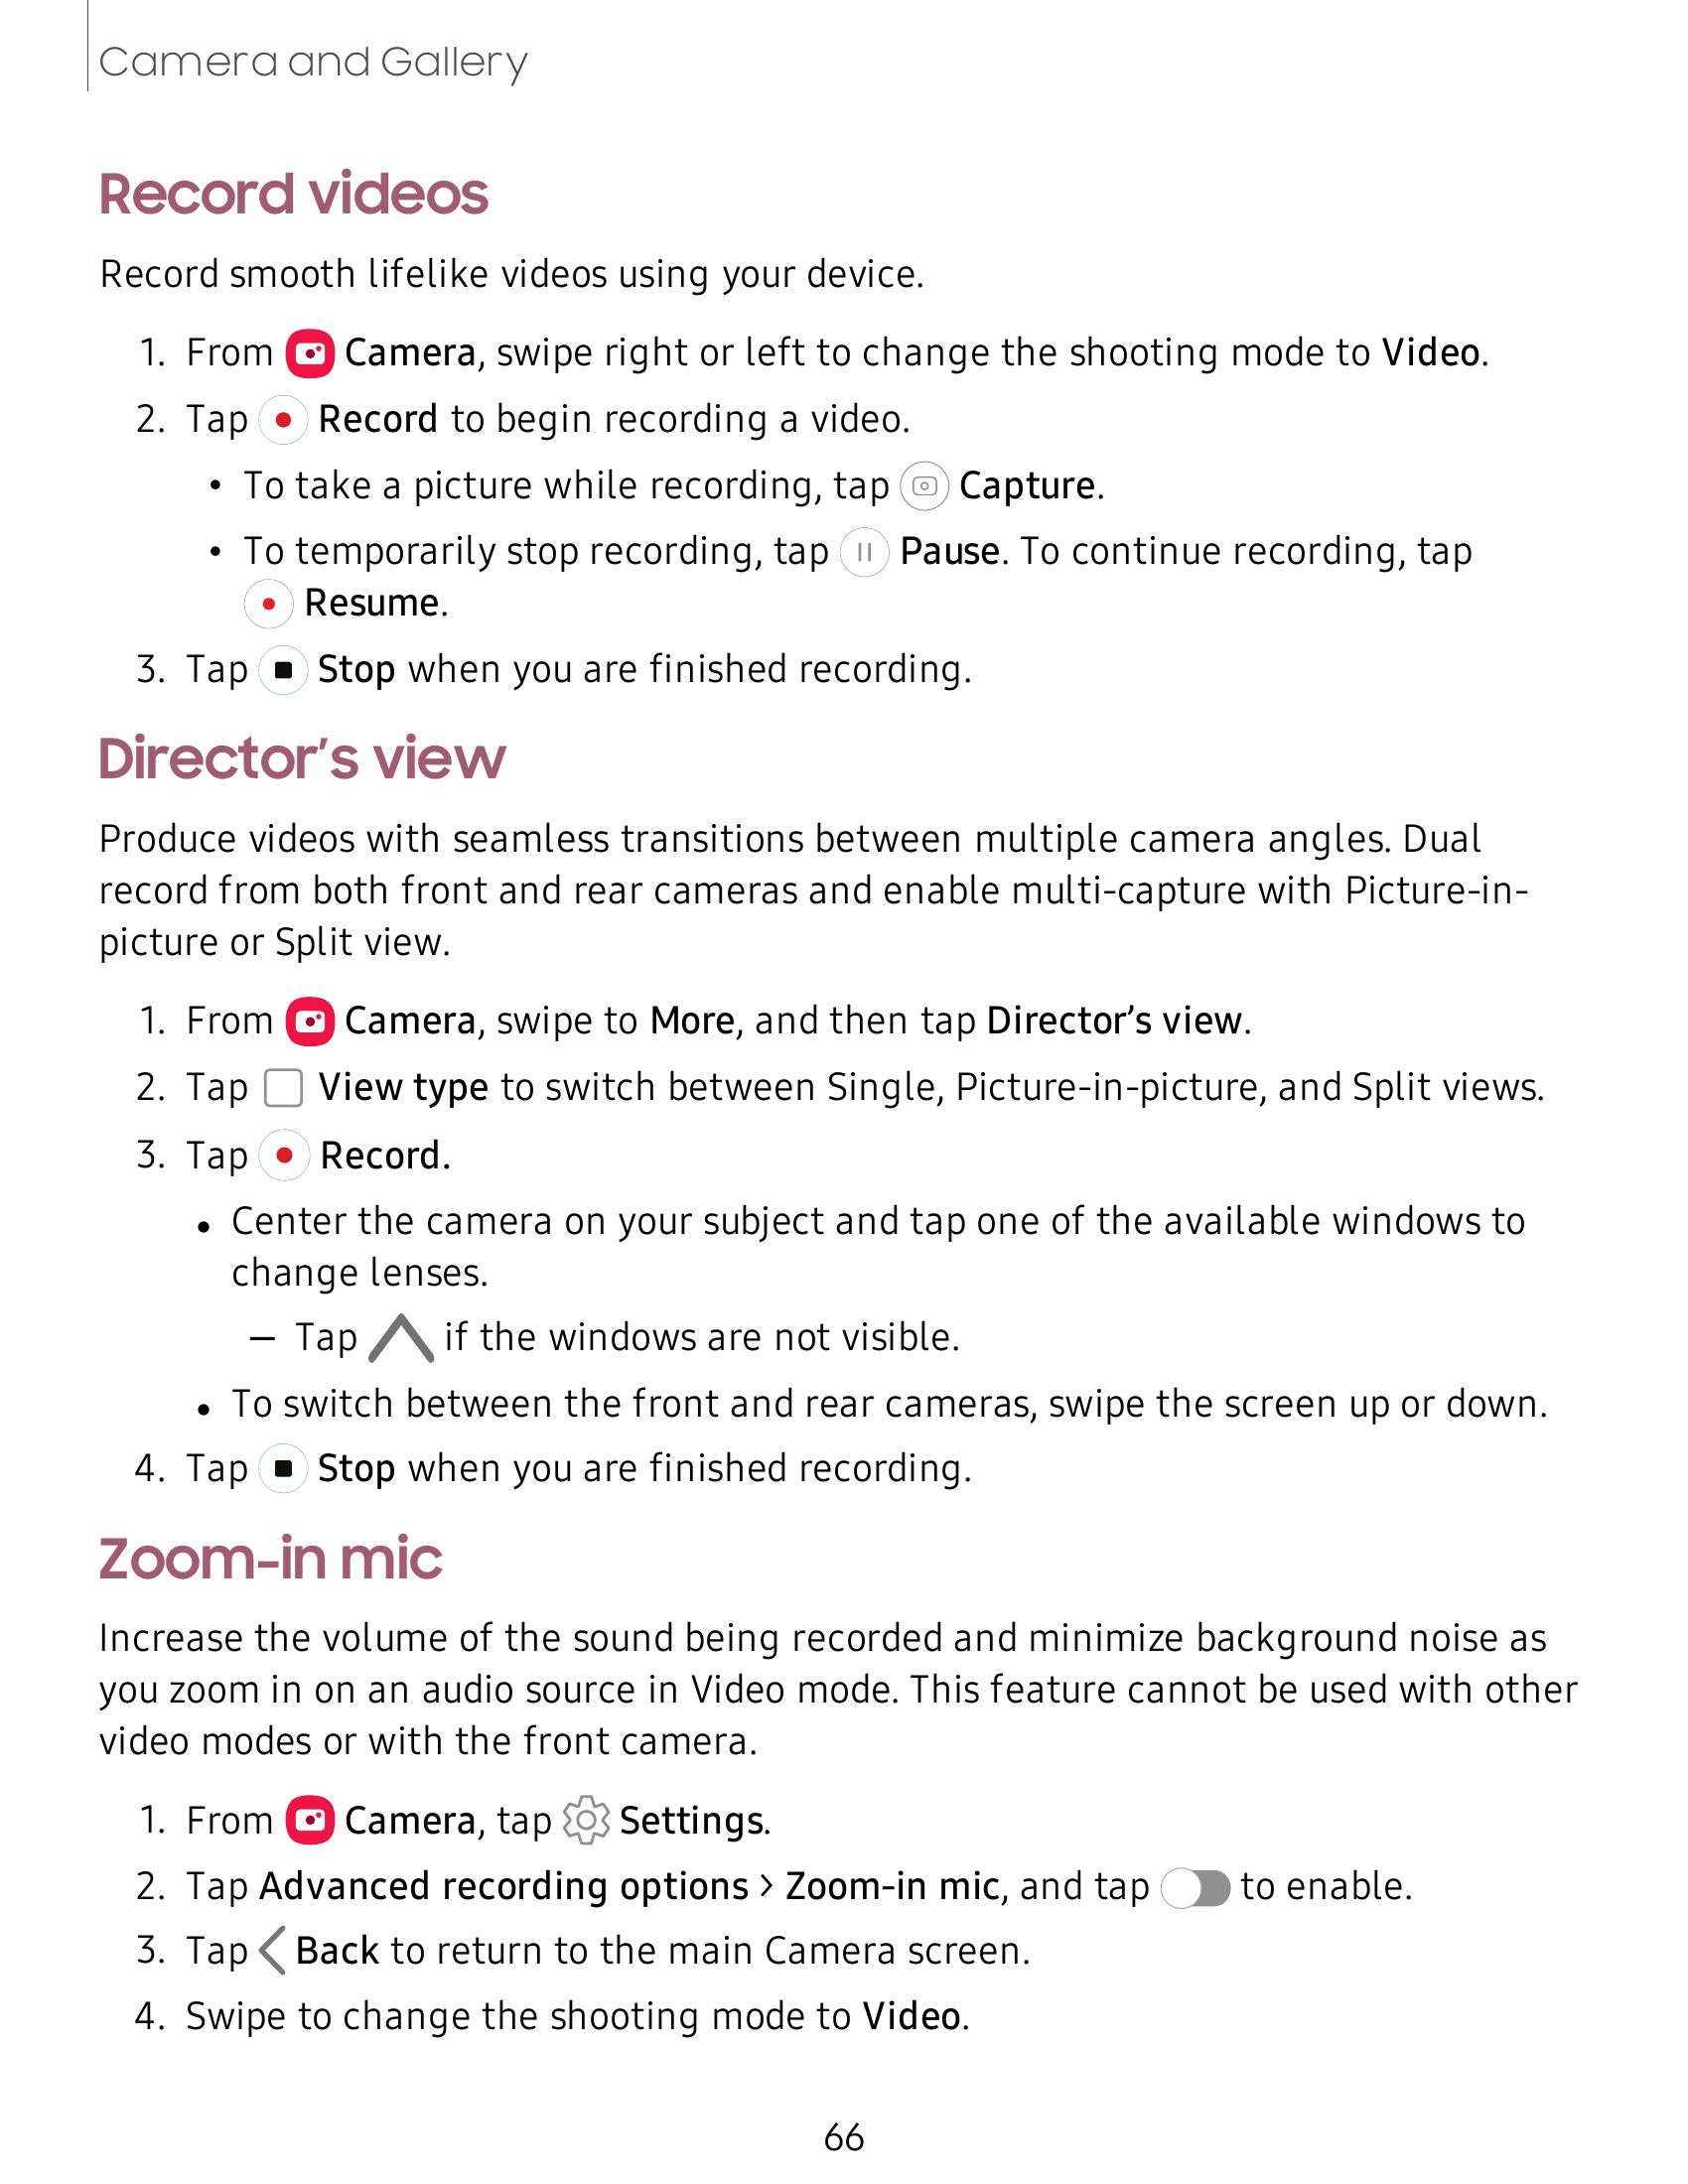 Camera and Gallery
Record videos
Record smooth lifelike videos using your device.
1. From Camera, swipe right or left to change the shooting mode to Video.
2. Tap Record to begin recording a video.
• To take a picture while recording, tap Capture.
• To temporarily stop recording, tap Pause. To continue recording, tap
Resume.
3. Tap Stop when you are finished recording.
Director’s view
Produce videos with seamless transitions between multiple camera angles. Dual
record from both front and rear cameras and enable multi-capture with Picture-in-
picture or Split view.
1. From Camera, swipe to More, and then tap Director’s view.
2. Tap View type to switch between Single, Picture-in-picture, and Split views.
3. Tap Record.
• Center the camera on your subject and tap one of the available windows to
change lenses.
– Tap if the windows are not visible.
• To switch between the front and rear cameras, swipe the screen up or down.
4. Tap Stop when you are finished recording.
Zoom-in mic
Increase the volume of the sound being recorded and minimize background noise as
you zoom in on an audio source in Video mode. This feature cannot be used with other
video modes or with the front camera.
1. From Camera, tap Settings.
2. Tap Advanced recording options > Zoom-in mic, and tap to enable.
3. Tap Back to return to the main Camera screen.
4. Swipe to change the shooting mode to Video.
66